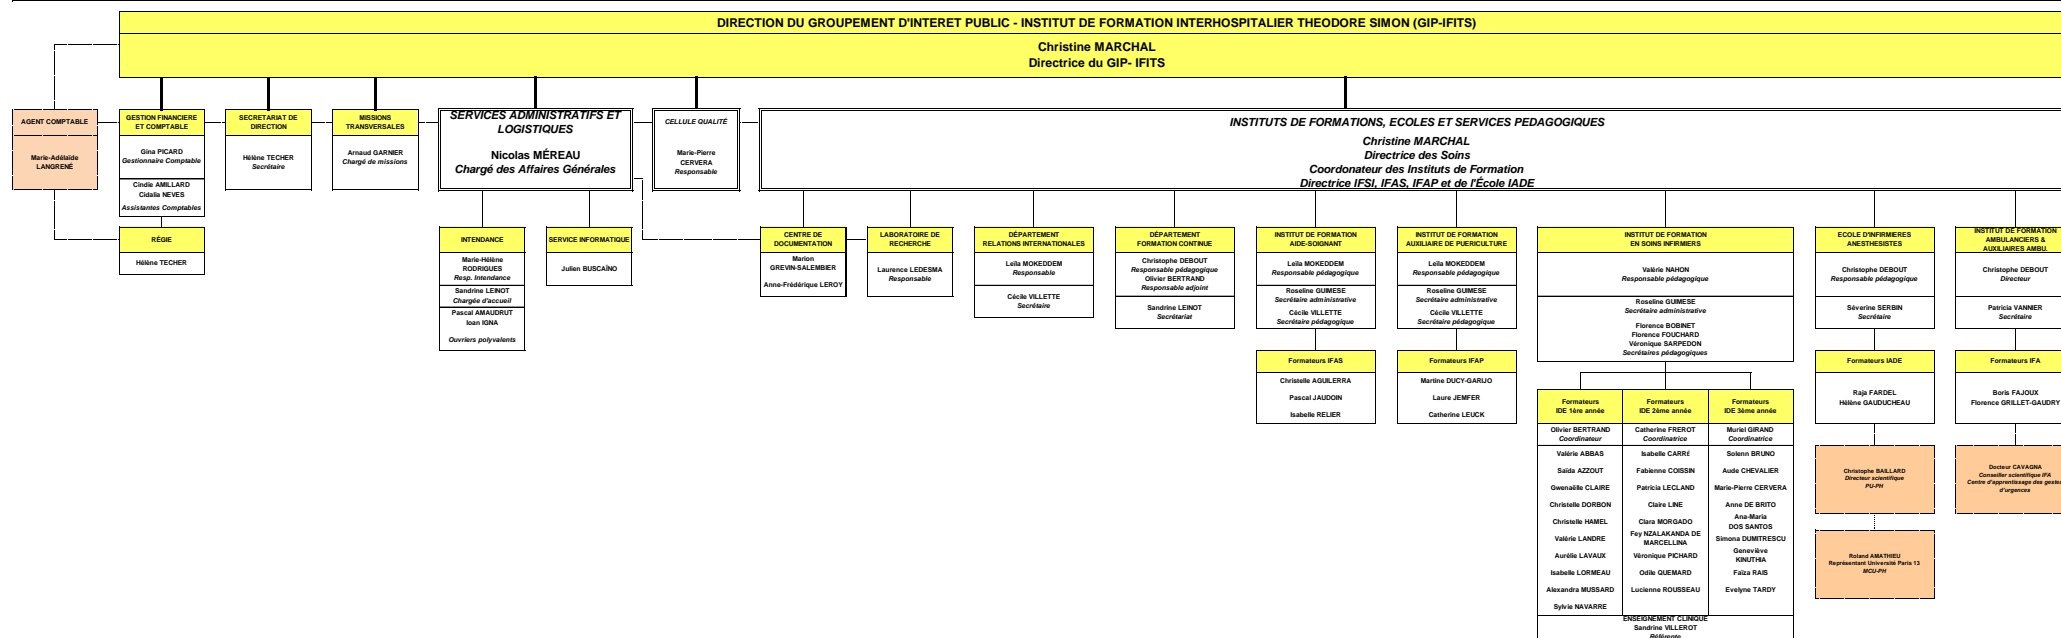 DIRECTION DU GROUPEMENT D'INTERET PUBLIC - INSTITUT DE FORMATION INTERHOSPITALIER THEODORE SIMON (GIP-IFITS)
Christine MARCHAL
Directrice du GIP- IFITS
AGENT COMPTABLE
Marie-Adélaïde
LANGRENÉ
GESTION FINANCIERE
ET COMPTABLE
Gina PICARD
Gestionnaire Comptable
Cindie AMILLARD
Cidalia NEVES
Assistantes Comptables
RÉGIE
Hélène TECHER
SECRETARIAT DE
DIRECTION
Hélène TECHER
Secrétaire
MISSIONS
TRANSVERSALES
Arnaud GARNIER
Chargé de missions
SERVICES ADMINISTRATIFS ET
LOGISTIQUES
Nicolas MÉREAU
Chargé des Affaires Générales
INTENDANCE
Marie-Hélène
RODRIGUES
Resp. Intendance
Sandrine LEINOT
Chargée d'accueil
Pascal AMAUDRUT
Ioan IGNA
Ouvriers polyvalents
SERVICE INFORMATIQUE
Julien BUSCAÏNO
CELLULE QUALITÉ
Marie-Pierre
CERVERA
Responsable
INSTITUTS DE FORMATIONS, ECOLES ET SERVICES PEDAGOGIQUES
Christine MARCHAL
Directrice des Soins
Coordonateur des Instituts de Formation
Directrice IFSI, IFAS, IFAP et de l'École IADE
CENTRE DE
DOCUMENTATION
Marion
GREVIN-SALEMBIER
Anne-Frédérique LEROY
LABORATOIRE DE
RECHERCHE
Laurence LEDESMA
Responsable
DÉPARTEMENT
RELATIONS INTERNATIONALES
Leïla MOKEDDEM
Responsable
Cécile VILLETTE
Secrétaire
DÉPARTEMENT
FORMATION CONTINUE
Christophe DEBOUT
Responsable pédagogique
Olivier BERTRAND
Responsable adjoint
Sandrine LEINOT
Secrétariat
INSTITUT DE FORMATION
AIDE-SOIGNANT
Leïla MOKEDDEM
Responsable pédagogique
Roseline GUIMESE
Secrétaire administrative
Cécile VILLETTE
Secrétaire pédagogique
Formateurs IFAS
Christelle AGUILERRA
Pascal JAUDOIN
Isabelle RELIER
INSTITUT DE FORMATION
AUXILIAIRE DE PUERICULTURE
Leïla MOKEDDEM
Responsable pédagogique
Roseline GUIMESE
Secrétaire administrative
Cécile VILLETTE
Secrétaire pédagogique
Formateurs IFAP
Martine DUCY-GARIJO
Laure JEMFER
Catherine LEUCK
INSTITUT DE FORMATION
EN SOINS INFIRMIERS
Valérie NAHON
Responsable pédagogique
Roseline GUIMESE
Secrétaire administrative
Florence BOBINET
Florence FOUCHARD
Véronique SARPEDON
Secrétaires pédagogiques
Formateurs
IDE 1ère année
Olivier BERTRAND
Coordinateur
Valérie ABBAS
Saïda AZZOUT
Gwenaëlle CLAIRE
Christelle DORBON
Christelle HAMEL
Valérie LANDRE
Aurélie LAVAUX
Isabelle LORMEAU
Alexandra MUSSARD
Sylvie NAVARRE
Formateurs
IDE 2ème année
Catherine FREROT
Coordinatrice
Isabelle CARRÉ
Fabienne COISSIN
Patricia LECLAND
Claire LINE
Clara MORGADO
Fey NZALAKANDA DE
MARCELLINA
Véronique PICHARD
Odile QUEMARD
Lucienne ROUSSEAU
Formateurs
IDE 3ème année
Muriel GIRAND
Coordinatrice
Solenn BRUNO
Aude CHEVALIER
Marie-Pierre CERVERA
Anne DE BRITO
Ana-Maria
DOS SANTOS
Simona DUMITRESCU
Geneviève
KINUTHIA
Faïza RAIS
Evelyne TARDY
ENSEIGNEMENT CLINIQUE
Sandrine VILLEROT
Référente
ECOLE D'INFIRMIERES
ANESTHESISTES
Christophe DEBOUT
Responsable pédagogique
Séverine SERBIN
Secrétaire
Formateurs IADE
Raja FARDEL
Hélène GAUDUCHEAU
Christophe BAILLARD
Directeur scientifique
PU-PH
Roland AMATHIEU
Représentant Université Paris 13
MCU-PH
INSTITUT DE FORMATION
AMBULANCIERS &
AUXILIAIRES AMBU.
Christophe DEBOUT
Directeur
Patricia VANNIER
Secrétaire
Formateurs IFA
Boris FAJOUX
Florence GRILLET-GAUDRY
Docteur CAVAGNA
Conseiller scientifique IFA
Centre d'apprentissage des gestes
d'urgences